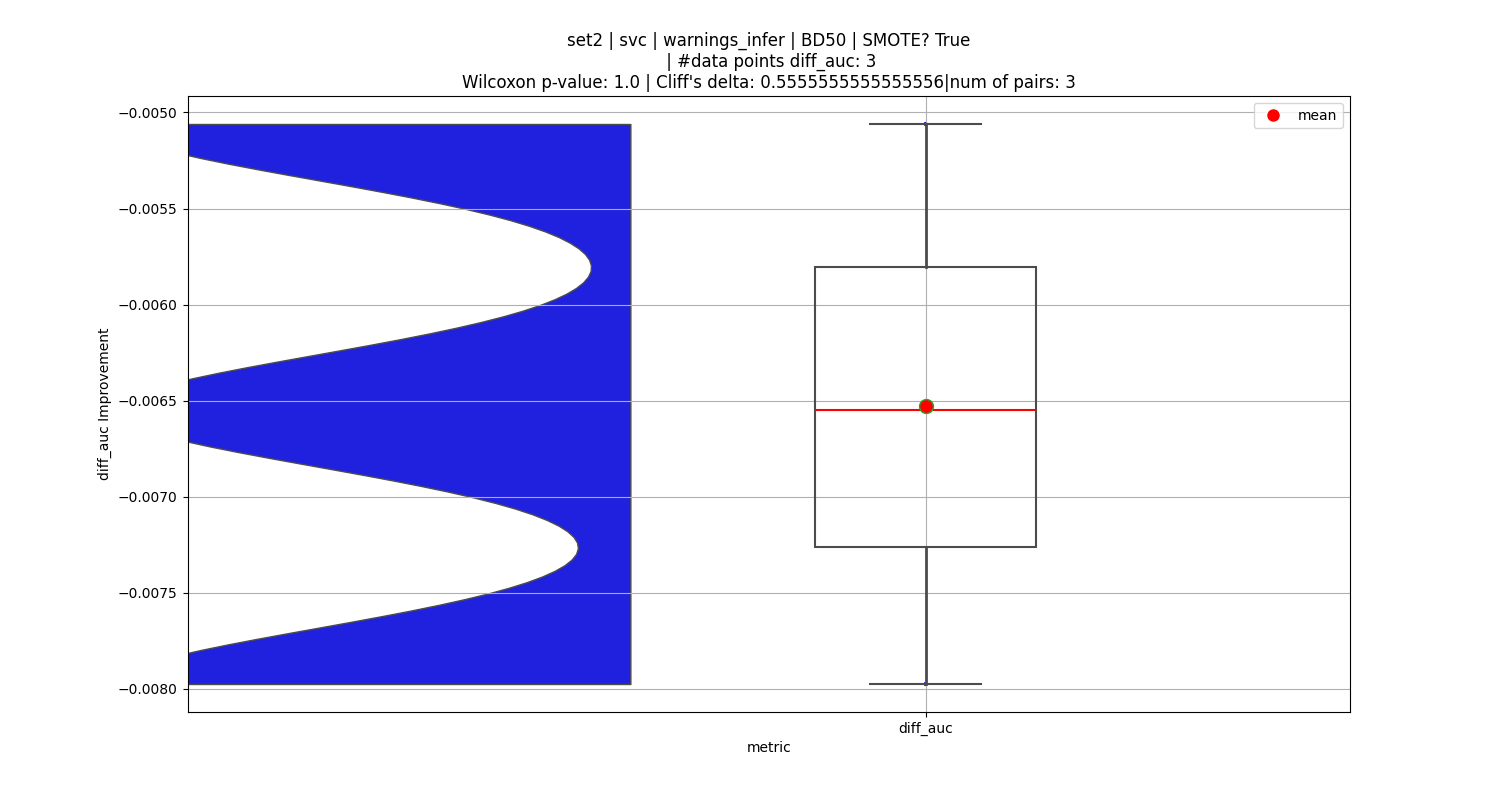 set2 | svc | warnings_infer | BD50 | SMOTE? True
| #data points diff_auc: 3
Wilcoxon p-value: 1.0 | Cliff's delta: 0.5555555555555556|num of pairs: 3
mean
−0.0050
−0.0055
−0.0060
−0.0065
−0.0070
−0.0075
−0.0080
diff_auc Improvement
diff_auc
metric